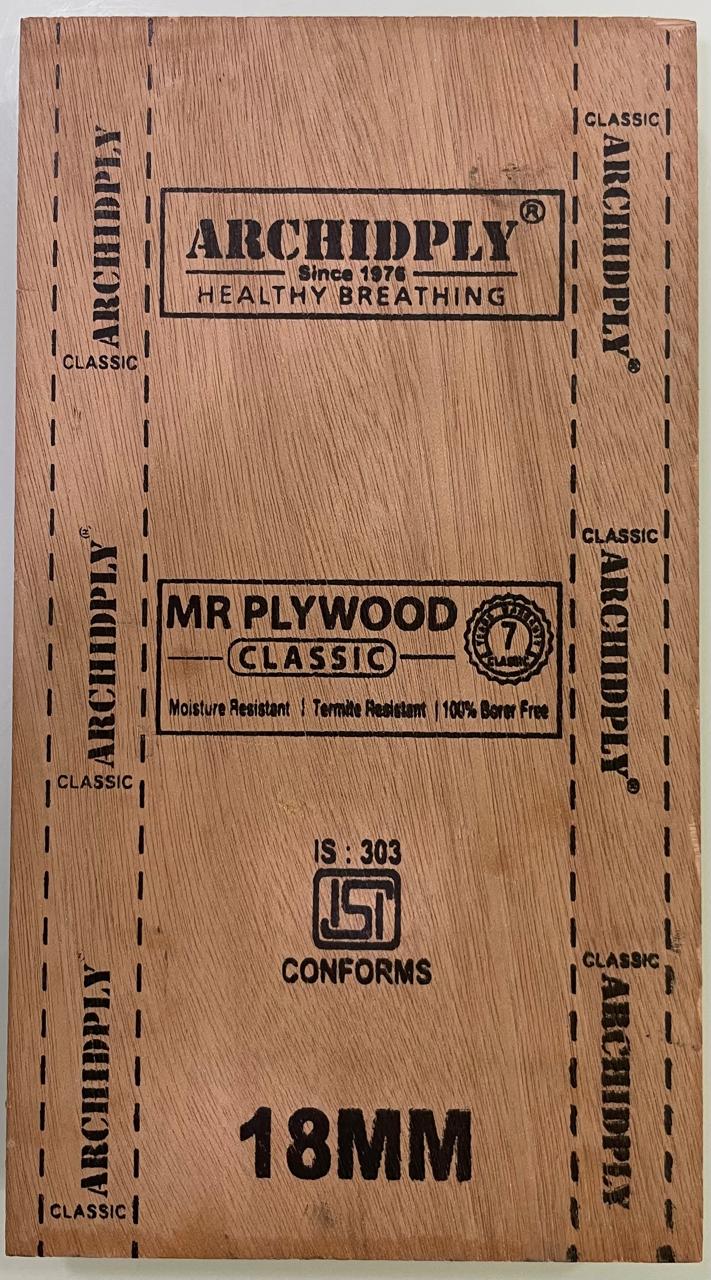 ARCHIDPLY®
Since 1976
HEALTHY BREATHING
MR PLYWOOD
CLASSIC
7
CLASSIC
Moisture Resistant | Termite Resistant | 100% Borer Free
IS : 303
ISI
CONFORMS
18MM
ARCHIDPLY
CLASSIC
ARCHIDPLY®
CLASSIC
ARCHIDPLY
CLASSIC
CLASSIC
ARCHIDPLY®
CLASSIC
ARCHIDPLY®
CLASSIC
ARCHIDPLY